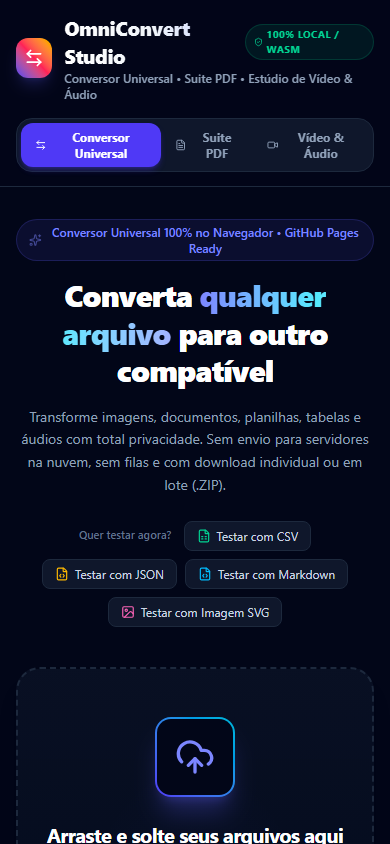 OmniConvert
Studio
100% LOCAL /
WASM
Conversor Universal • Suite PDF • Estúdio de Vídeo &
Áudio
Conversor
Universal
Suite
PDF
Vídeo &
Áudio
Conversor Universal 100% no Navegador • GitHub Pages
Ready
Converta qualquer
arquivo para outro
compatível
Transforme imagens, documentos, planilhas, tabelas e
áudios com total privacidade. Sem envio para servidores
na nuvem, sem filas e com download individual ou em
lote (.ZIP).
Quer testar agora?
Testar com CSV
Testar com JSON
Testar com Markdown
Testar com Imagem SVG
Arraste e solte seus arquivos aqui